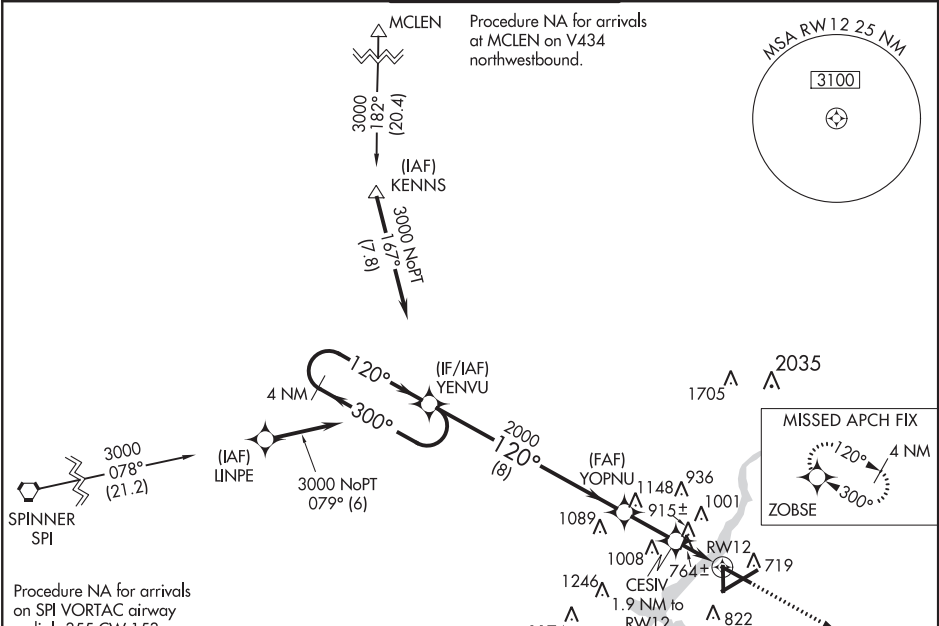 MCLEN
Procedure NA for arrivals
at MCLEN on V434
northwestbound.
MSA RW12 25 NM
3100
3000
182°
(20.4)
(IAF)
KENNS
3000 NoPT
167°
(7.8)
120°
4 NM
300°
(IF/IAF)
YENVU
2035
1705
MISSED APCH FIX
120°
4 NM
300°
ZOBSE
2000
120°
(8)
3000
078°
(21.2)
(IAF)
LINPE
3000 NoPT
079° (6)
SPINNER
SPI
(FAF)
YOPNU
1148
936
915±
1001
1089
1008
RW12
764±
719
CESIV
1.9 NM to
RW12
1246
822
Procedure NA for arrivals
on SPI VORTAC airway